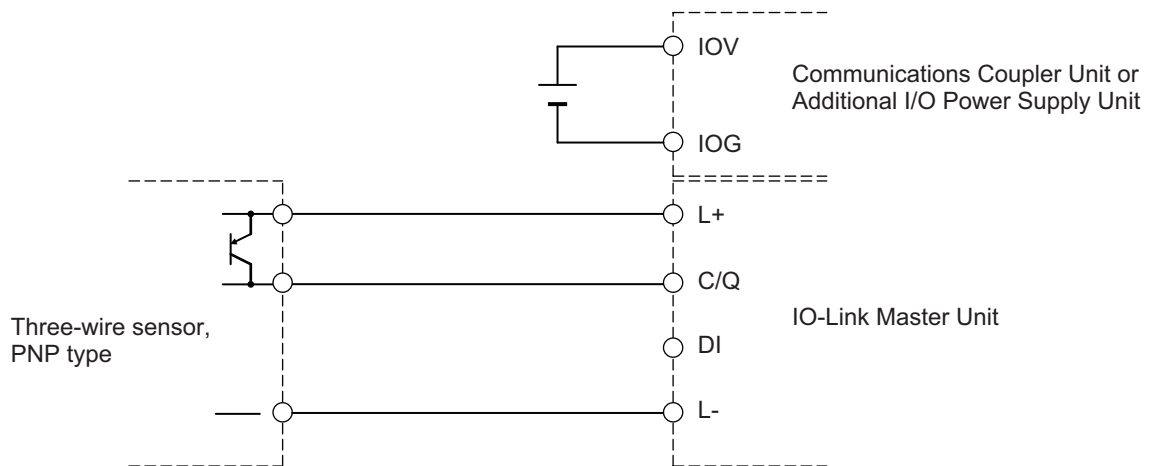 IOV
Communications Coupler Unit or
Additional I/O Power Supply Unit
IOG
L+
C/Q
IO-Link Master Unit
Three-wire sensor,
PNP type
DI
L-